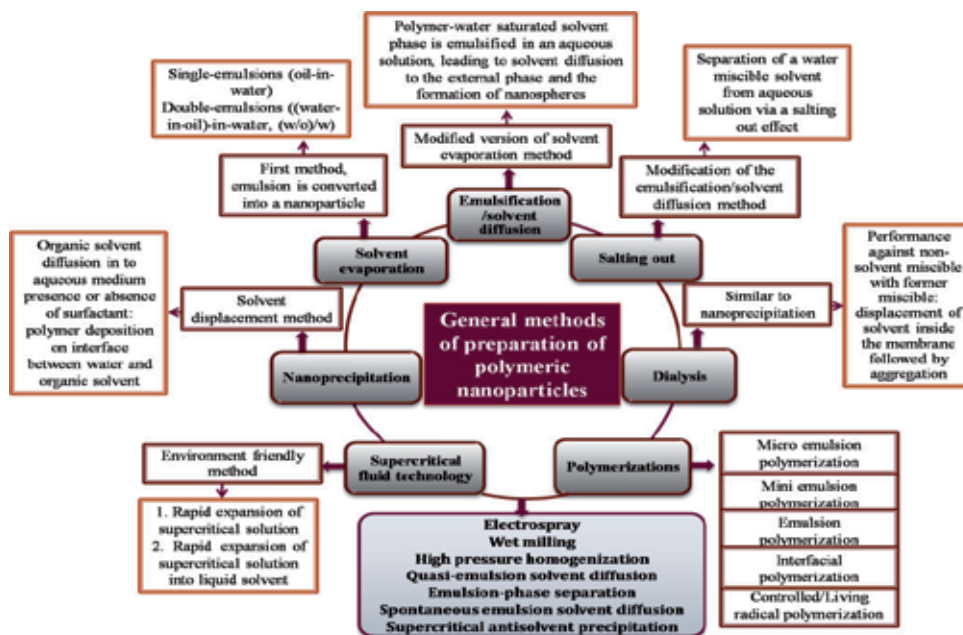 Polymer-water saturated solvent
phase is emulsified in an aqueous
solution, leading to solvent diffusion
to the external phase and the
formation of nanospheres
Single-emulsions (oil-in-
water)
Double-emulsions ((water-
in-oil)-in-water, (w/o)/w)
Separation of a water
miscible solvent
from aqueous
solution via a salting
out effect
First method,
emulsion is converted
into a nanoparticle
Modified version of solvent
evaporation method
Modification of the
emulsification/solvent
diffusion method
Emulsification
/solvent
diffusion
Solvent
evaporation
Salting out
Organic solvent
diffusion in to
aqueous medium
presence or absence
of surfactant:
polymer deposition
on interface
between water and
organic solvent
Solvent
displacement method
Similar to
nanoprecipitation
Performance
against non-
solvent miscible
with former
miscible:
displacement of
solvent inside
the membrane
followed by
aggregation
General methods
of preparation of
polymeric
nanoparticles
Nanoprecipitation
Dialysis
Environment friendly
method
Supercritical
fluid technology
Polymerizations
1. Rapid expansion of
supercritical solution
2. Rapid expansion of
supercritical solution
into liquid solvent
Micro emulsion
polymerization
Mini emulsion
polymerization
Emulsion
polymerization
Interfacial
polymerization
Controlled/Living
radical polymerization
Electrospray
Wet milling
High pressure homogenization
Quasi-emulsion solvent diffusion
Emulsion-phase separation
Spontaneous emulsion solvent diffusion
Supercritical antisolvent precipitation